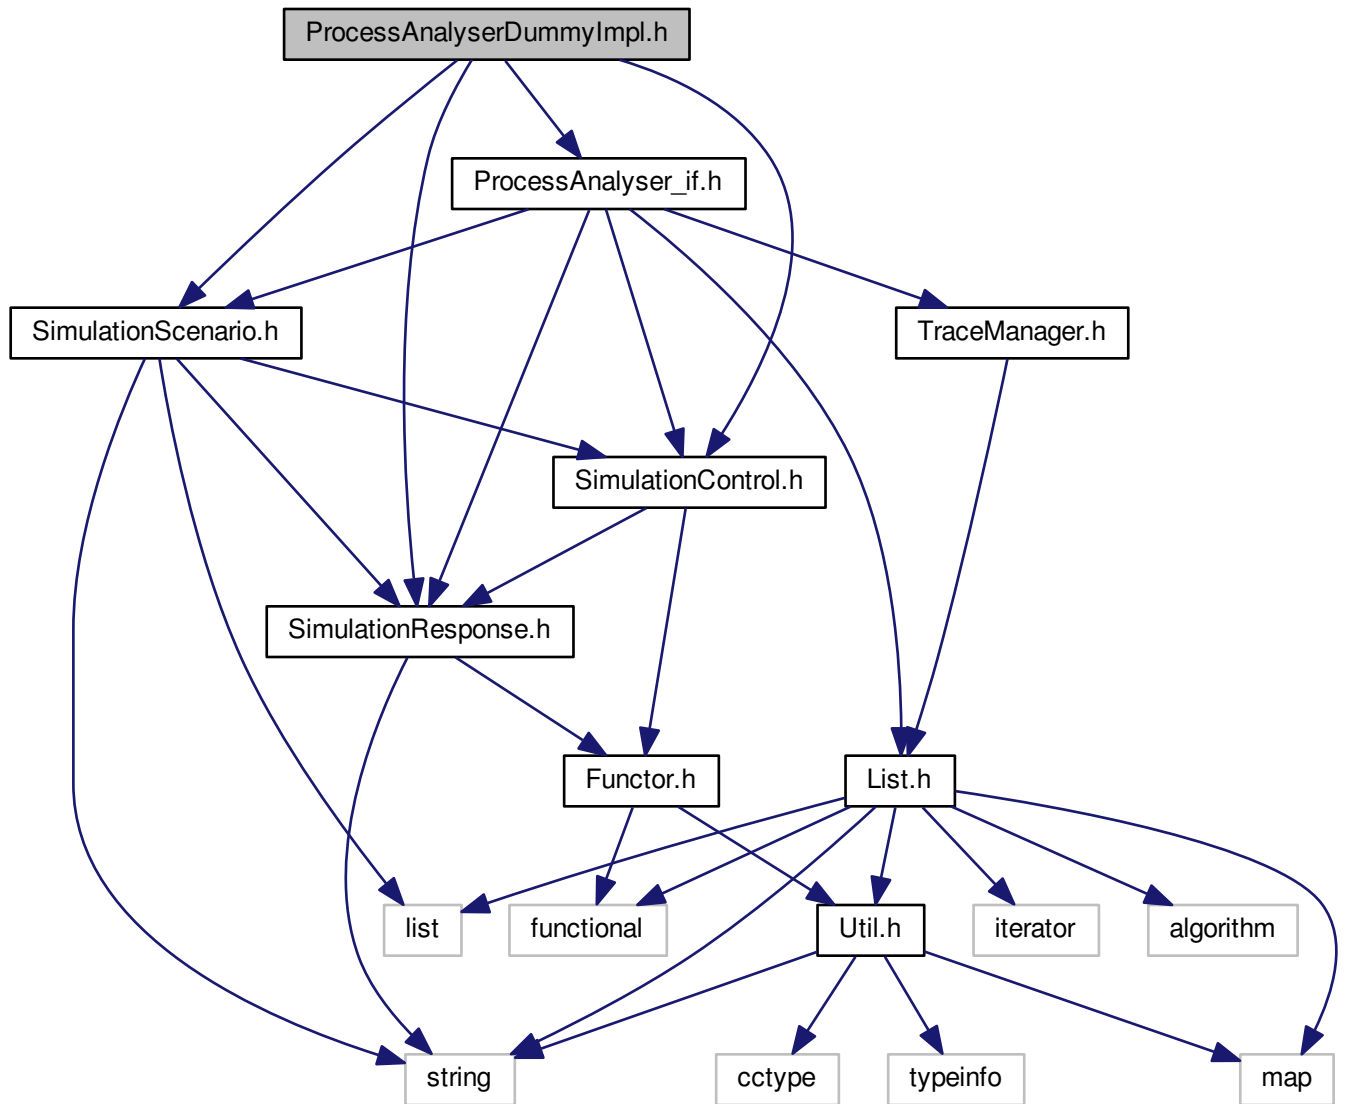 ProcessAnalyserDummyImpl.h
ProcessAnalyser_if.h
SimulationScenario.h
TraceManager.h
SimulationControl.h
SimulationResponse.h
Functor.h
List.h
list
functional
Util.h
iterator
algorithm
string
cctype
typeinfo
map